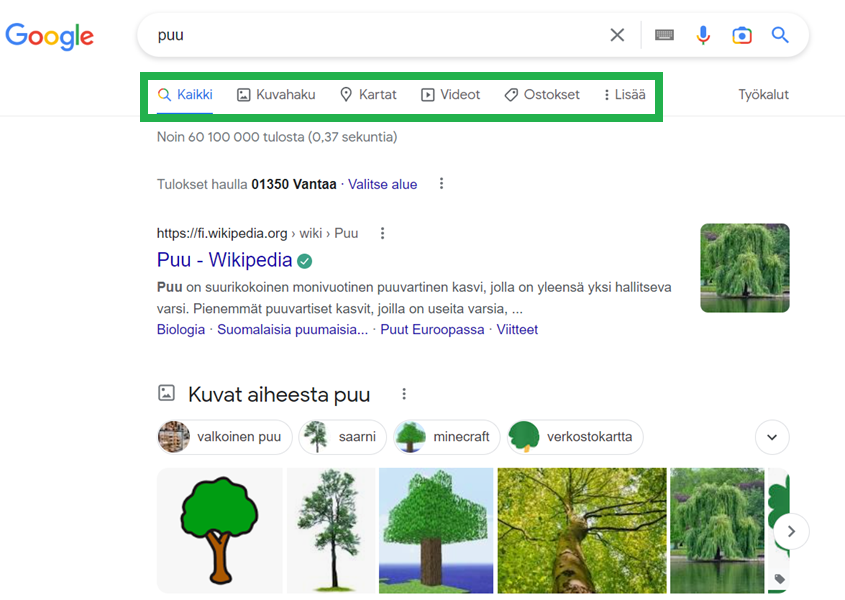 Google
puu
Kaikki Kuvahaku Kartat Videot Ostokset Lisää Työkalut
Noin 60 100 000 tulosta (0,37 sekuntia)
Tulokset haulla 01350 Vantaa · Valitse alue
https://fi.wikipedia.org › wiki › Puu
Puu - Wikipedia
Puu on suurikokoinen monivuotinen puuvartinen kasvi, jolla on yleensä yksi hallitseva
varsi. Pienemmät puuvartiset kasvit, joilla on useita varsia, ...
Biologia · Suomalaisia puumaisia... · Puut Euroopassa · Viitteet
Kuvat aiheesta puu
valkoinen puu saarni minecraft verkostokartta